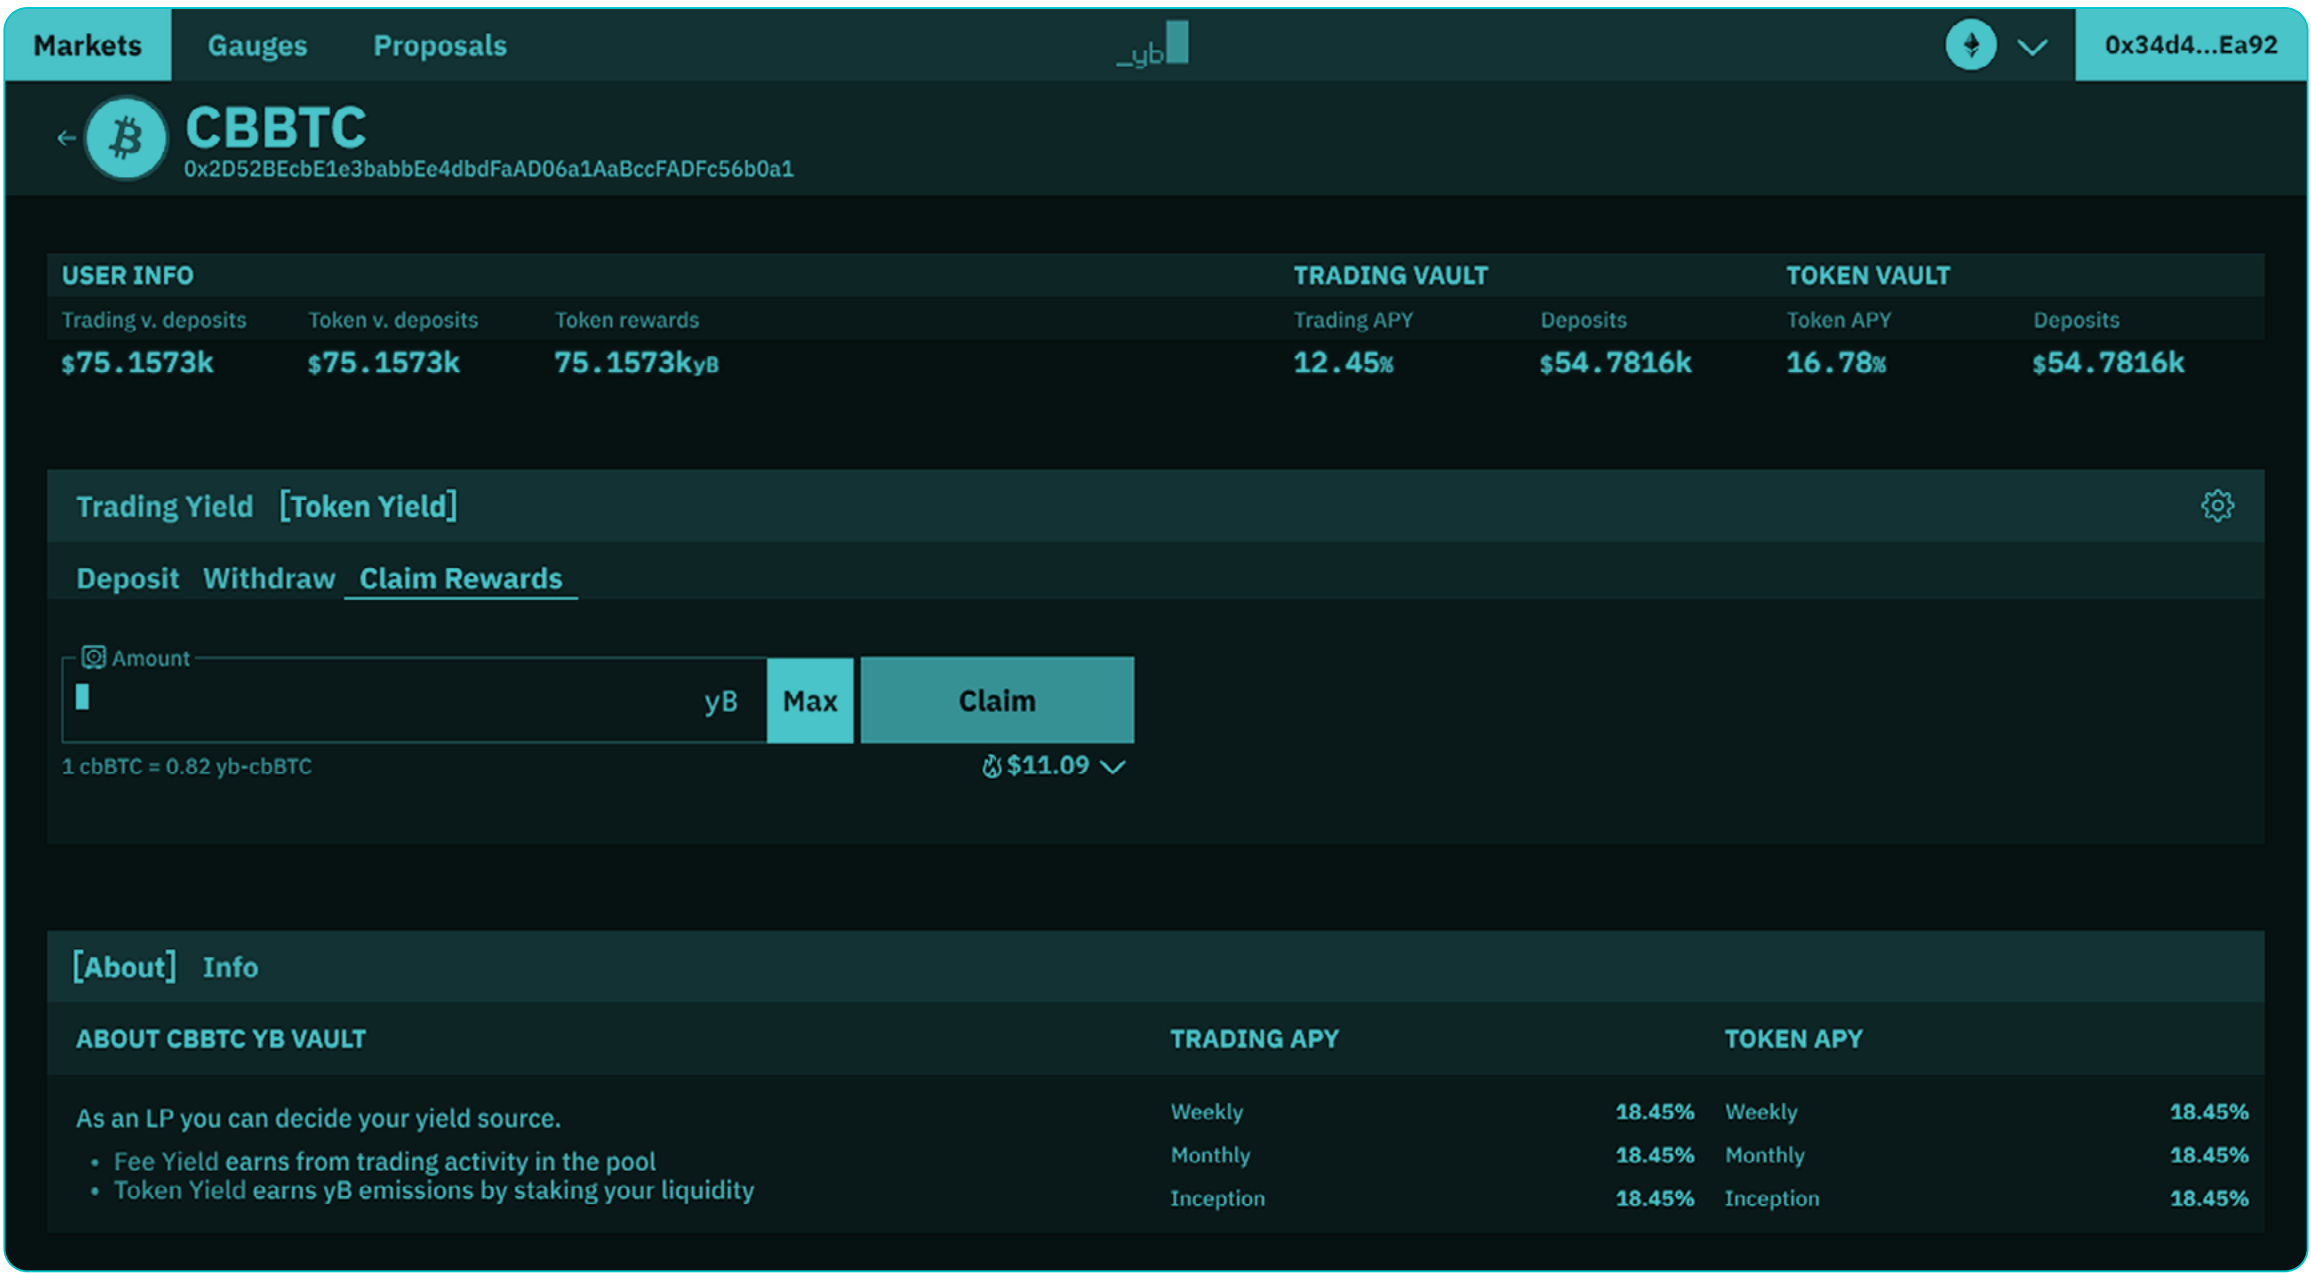 Markets Gauges Proposals _yb 0x34d4...Ea92
CBBTC
0x2D52BEcbE1e3babbEe4dbdFaAD06a1AaBccFADFc56b0a1
USER INFO TRADING VAULT TOKEN VAULT
Trading v. deposits Token v. deposits Token rewards Trading APY Deposits Token APY Deposits
$75.1573k $75.1573k 75.1573kyB 12.45% $54.7816k 16.78% $54.7816k
Trading Yield [Token Yield]
Deposit Withdraw Claim Rewards
Amount
yB Max Claim
1 cbBTC = 0.82 yb-cbBTC $11.09
[About] Info
ABOUT CBBTC YB VAULT TRADING APY TOKEN APY
As an LP you can decide your yield source.
• Fee Yield earns from trading activity in the pool
• Token Yield earns yB emissions by staking your liquidity
Weekly 18.45% Weekly 18.45%
Monthly 18.45% Monthly 18.45%
Inception 18.45% Inception 18.45%